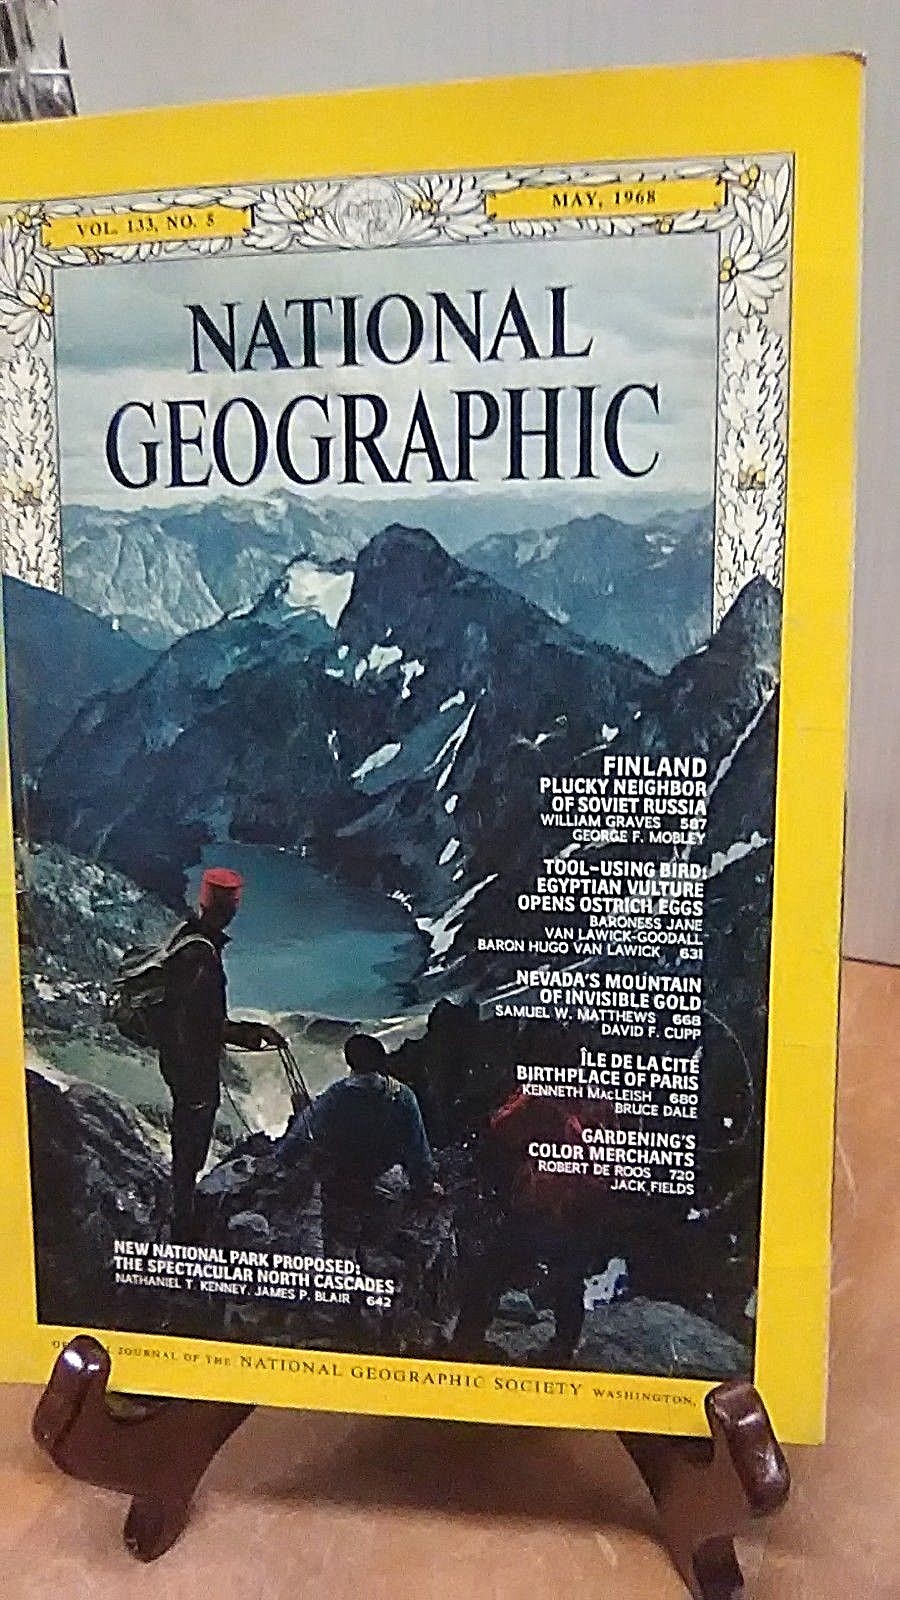 VOL. 133, NO. 5
MAY, 1968
NATIONAL
GEOGRAPHIC
FINLAND
PLUCKY NEIGHBOR
OF SOVIET RUSSIA
WILLIAM GRAVES 587
GEORGE F. MOBLEY
TOOL-USING BIRD:
EGYPTIAN VULTURE
OPENS OSTRICH EGGS
BARONESS JANE
VAN LAWICK-GOODALL
BARON HUGO VAN LAWICK 631
NEVADA'S MOUNTAIN
OF INVISIBLE GOLD
SAMUEL W. MATTHEWS 668
DAVID F. CUPP
ÎLE DE LA CITÉ
BIRTHPLACE OF PARIS
KENNETH MacLEISH 680
BRUCE DALE
GARDENING'S
COLOR MERCHANTS
ROBERT DE ROOS 720
JACK FIELDS
NEW NATIONAL PARK PROPOSED:
THE SPECTACULAR NORTH CASCADES
NATHANIEL T. KENNEY, JAMES P. BLAIR 642
JOURNAL OF THE NATIONAL GEOGRAPHIC SOCIETY WASHINGTON,